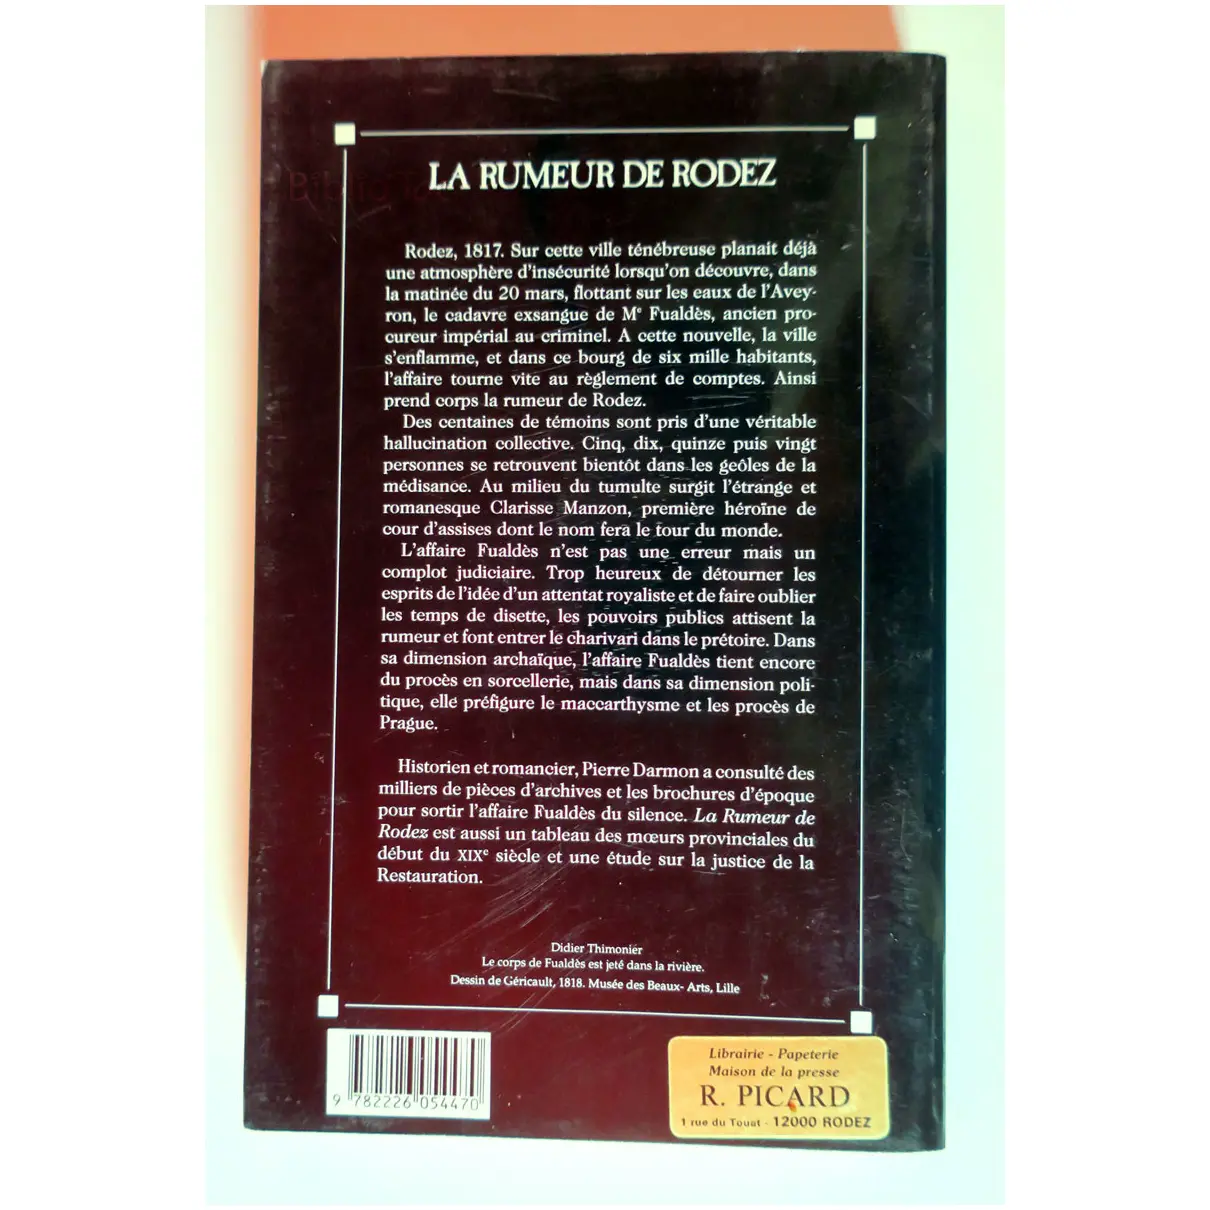 LA RUMEUR DE RODEZ
Rodez, 1817. Sur cette ville ténébreuse planait déjà
une atmosphère d'insécurité lorsqu'on découvre, dans
la matinée du 20 mars, flottant sur les eaux de l'Avey-
ron, le cadavre exsangue de Me Fualdès, ancien pro-
cureur impérial au criminel. A cette nouvelle, la ville
s'enflamme, et dans ce bourg de six mille habitants,
l'affaire tourne vite au règlement de comptes. Ainsi
prend corps la rumeur de Rodez.
Des centaines de témoins sont pris d'une véritable
hallucination collective. Cinq, dix, quinze puis vingt
personnes se retrouvent bientôt dans les geôles de la
médisance. Au milieu du tumulte surgit l'étrange et
romanesque Clarisse Manzon, première héroïne de
cour d'assises dont le nom fera le tour du monde.
L'affaire Fualdès n'est pas une erreur mais un
complot judiciaire. Trop heureux de détourner les
esprits de l'idée d'un attentat royaliste et de faire oublier
les temps de disette, les pouvoirs publics attisent la
rumeur et font entrer le charivari dans le prétoire. Dans
sa dimension archaïque, l'affaire Fualdès tient encore
du procès en sorcellerie, mais dans sa dimension poli-
tique, elle préfigure le maccarthysme et les procès de
Prague.
Historien et romancier, Pierre Darmon a consulté des
milliers de pièces d'archives et les brochures d'époque
pour sortir l'affaire Fualdès du silence. La Rumeur de
Rodez est aussi un tableau des mœurs provinciales du
début du XIXe siècle et une étude sur la justice de la
Restauration.
Didier Thimonier
Le corps de Fualdès est jeté dans la rivière.
Dessin de Géricault, 1818. Musée des Beaux- Arts, Lille
9 782226 054470
Librairie - Papeterie
Maison de la presse
R. PICARD
1 rue du Touat - 12000 RODEZ